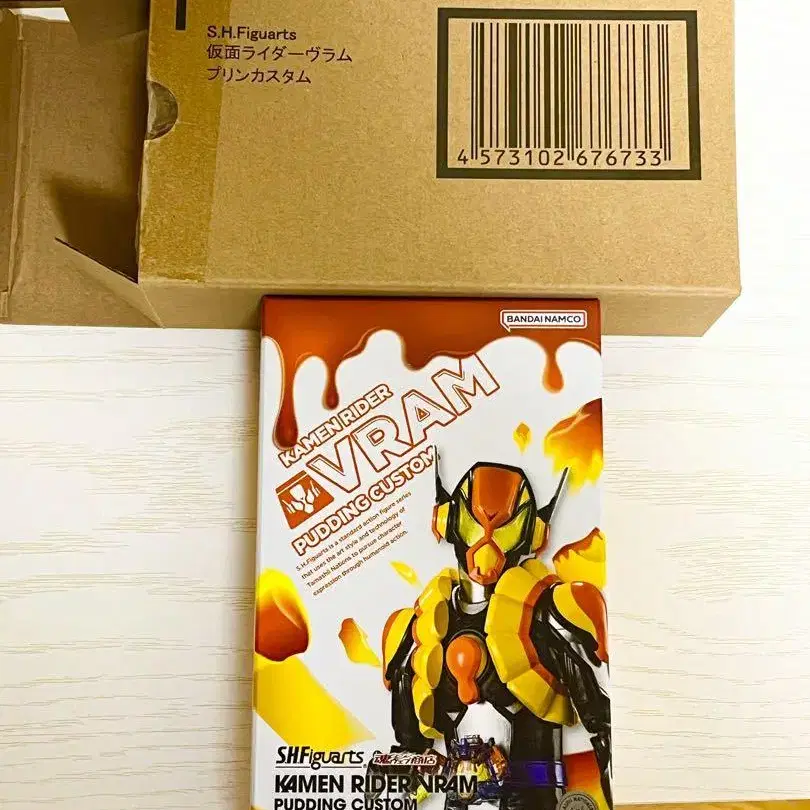 S.H.Figuarts
仮面ライダーヴラム
プリンカスタム
4 573102 676733
BANDAI NAMCO
KAMEN RIDER
VRAM
PUDDING CUSTOM
S.H.Figuarts is a standard action figure series
that uses the art style and technology of
Tamashii Nations to pursue character
expression through humanoid action.
S.H.Figuarts 魂ウェブ商店
KAMEN RIDER VRAM
PUDDING CUSTOM